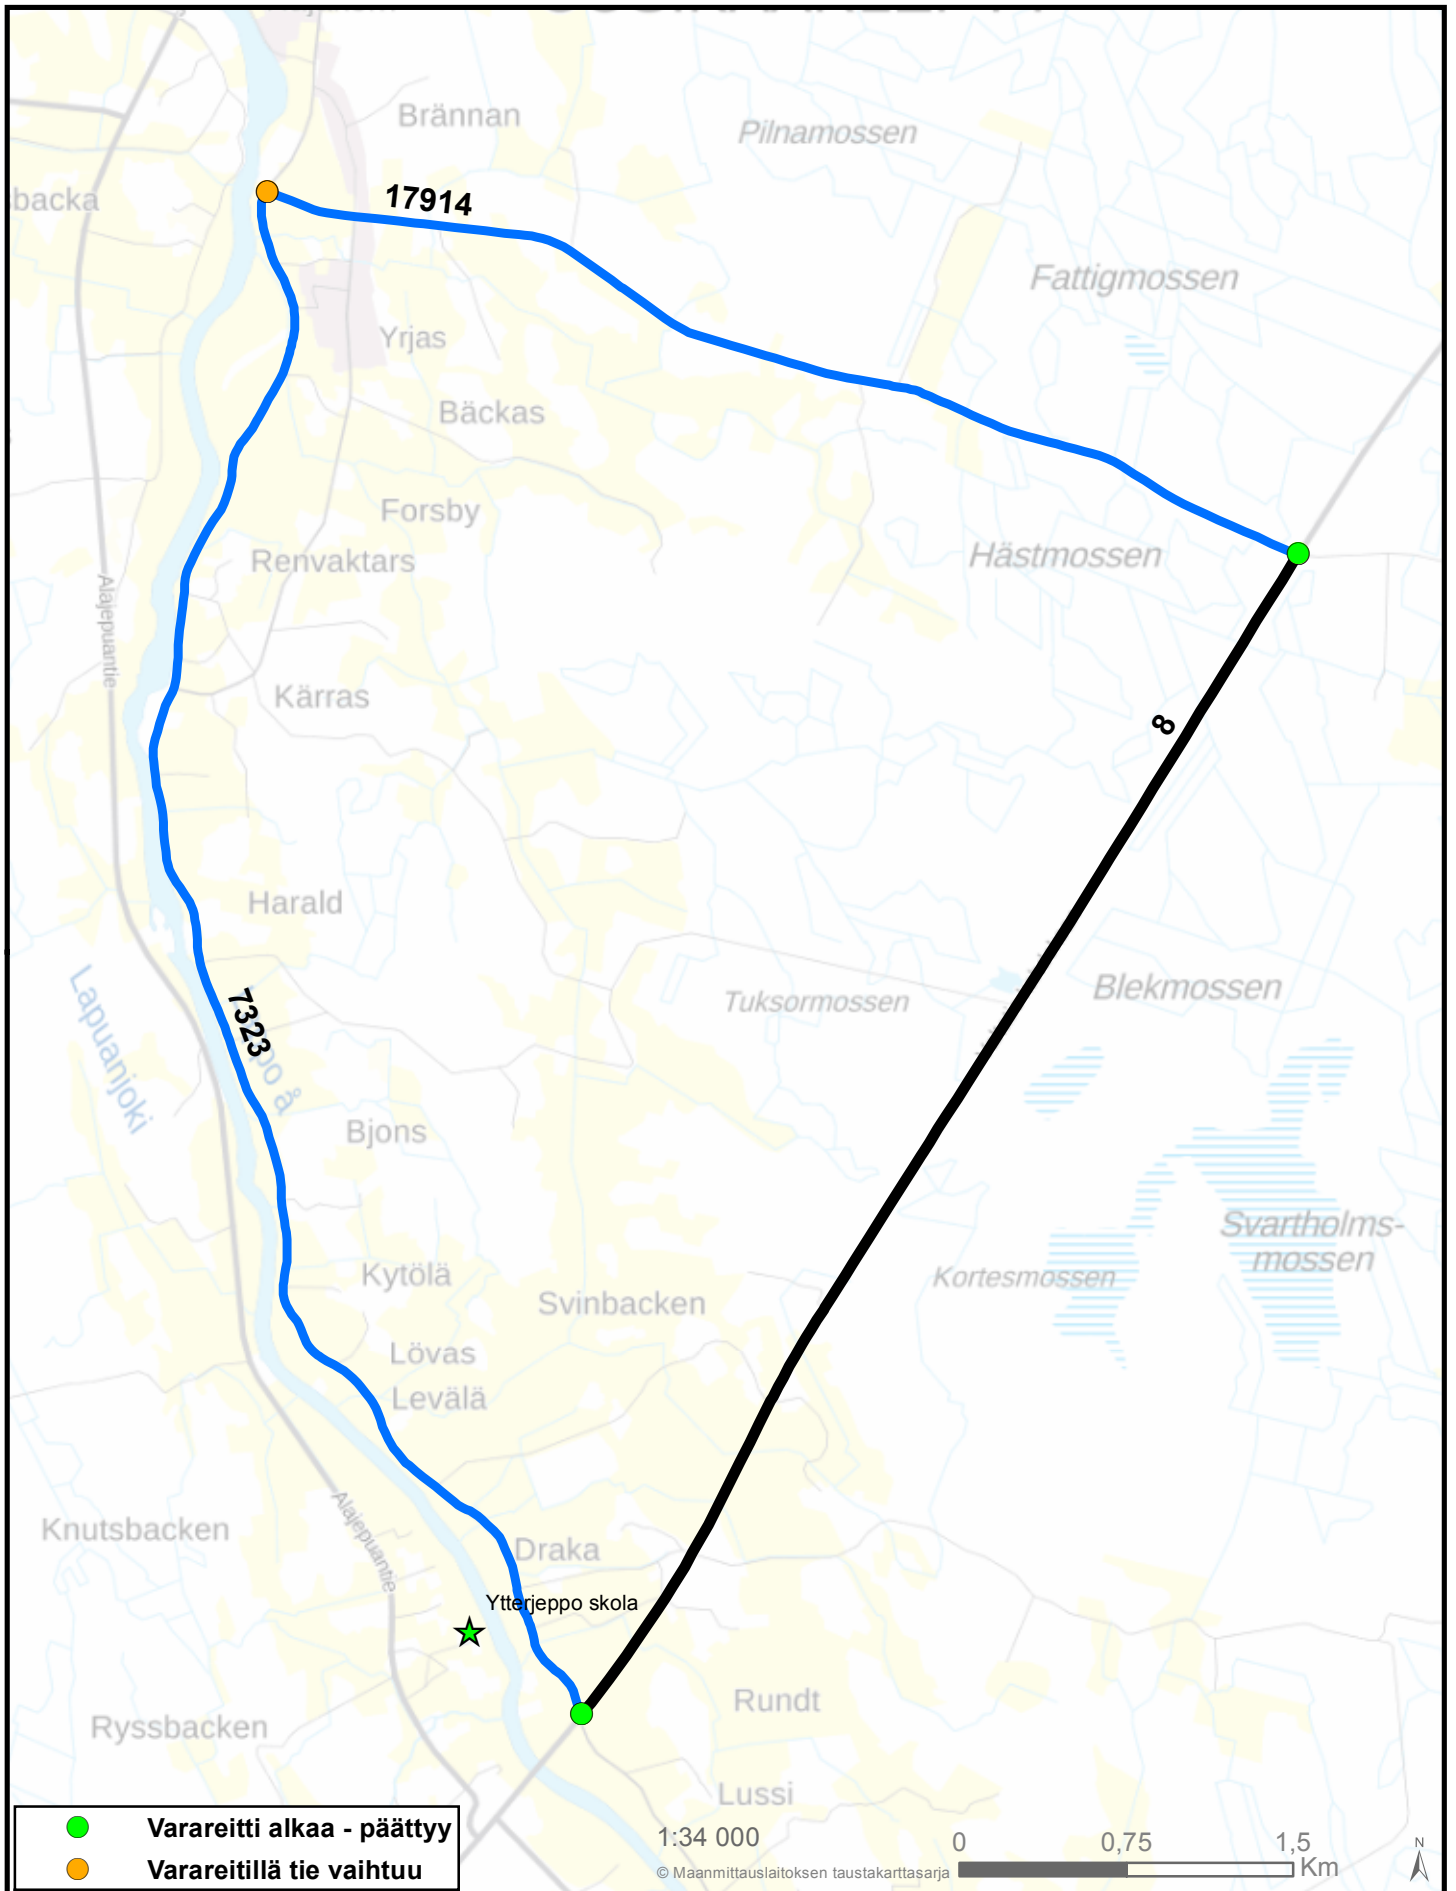 Brännan
Pilnamossen
backa
17914
Fattigmossen
Yrjas
Bäckas
Forsby
Renvaktars
Hästmossen
Alajepuantie
Kärras
8
Harald
Lapuanjoki
7323
å
Tuksormossen
Blekmossen
Bjons
Svartholms-
mossen
Kytölä
Kortesmossen
Svinbacken
Lövas
Levälä
Knutsbacken
Alajepuantie
Draka
Ytterjeppo skola
Ryssbacken
Rundt
Lussi
Varareitti alkaa - päättyy
Varareitillä tie vaihtuu
1:34 000
© Maanmittauslaitoksen taustakarttasarja
0 0,75 1,5
Km
N